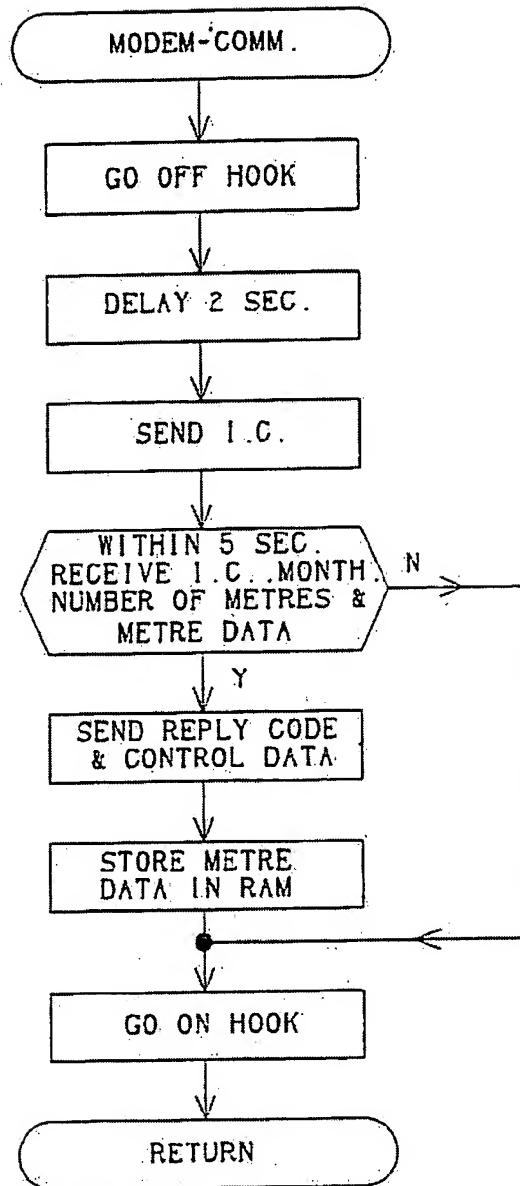 MODEM-COMM.
GO OFF HOOK
DELAY 2 SEC.
SEND I.C.
WITHIN 5 SEC.
RECEIVE I.C..MONTH.
NUMBER OF METRES &
METRE DATA
N
Y
SEND REPLY CODE
& CONTROL DATA
STORE METRE
DATA IN RAM
GO ON HOOK
RETURN